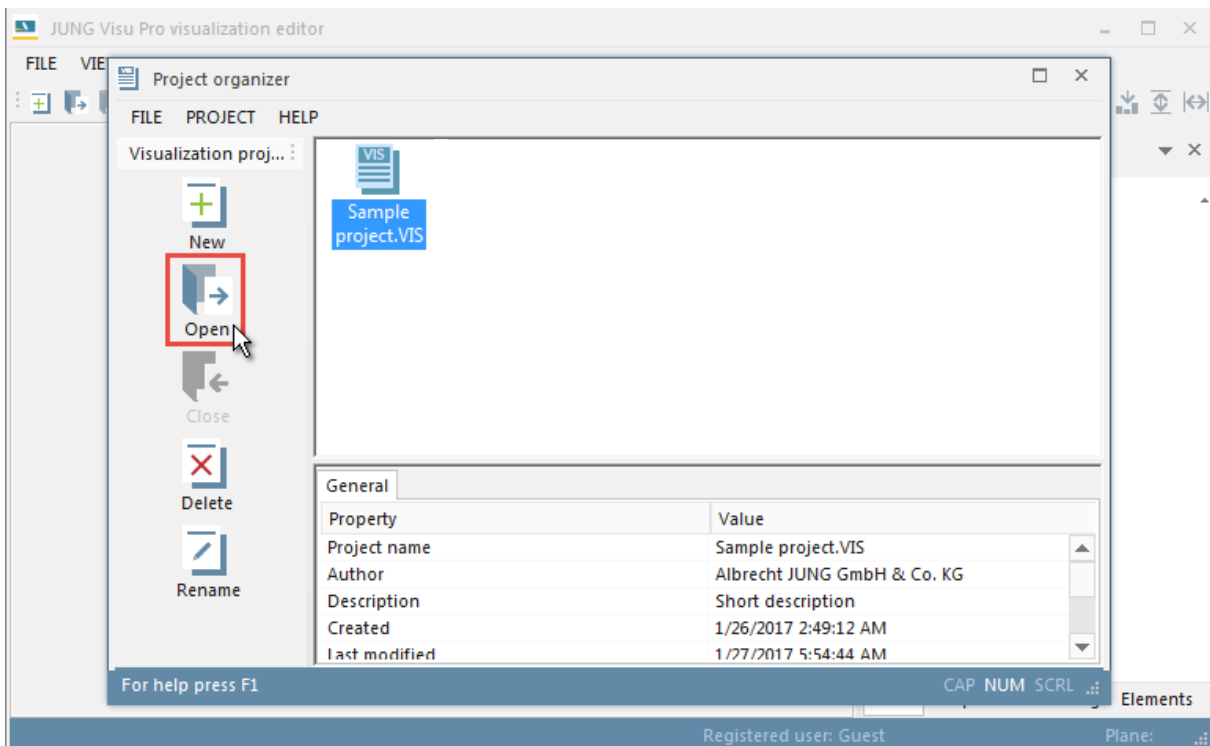 JUNG Visu Pro visualization editor
FILE VIE
Project organizer
FILE PROJECT HELP
Visualization proj...
VIS
Sample
project.VIS
New
Open
Close
Delete
Rename
General
Property Value
Project name Sample project.VIS
Author Albrecht JUNG GmbH & Co. KG
Description Short description
Created 1/26/2017 2:49:12 AM
Last modified 1/27/2017 5:54:44 AM
For help press F1 CAP NUM SCRL
Elements
Registered user: Guest Plane: